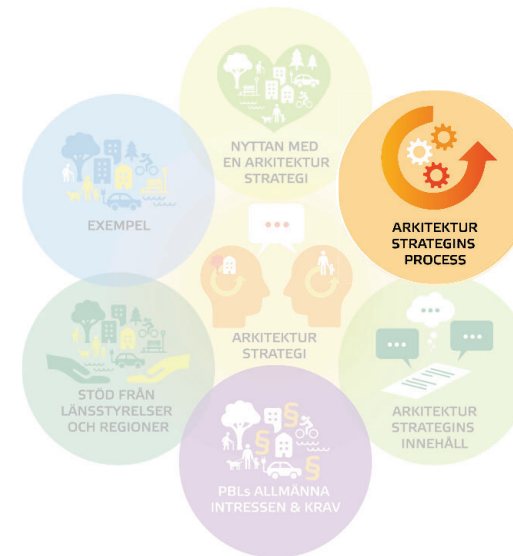 NYTTAN MED
EN ARKITEKTUR
STRATEGI
EXEMPEL
ARKITEKTUR
STRATEGINS
PROCESS
ARKITEKTUR
STRATEGI
STÖD FRÅN
LÄNSSTYRELSER
OCH REGIONER
ARKITEKTUR
STRATEGINS
INNEHÅLL
§
§
§
PBLs ALLMÄNNA
INTRESSEN & KRAV